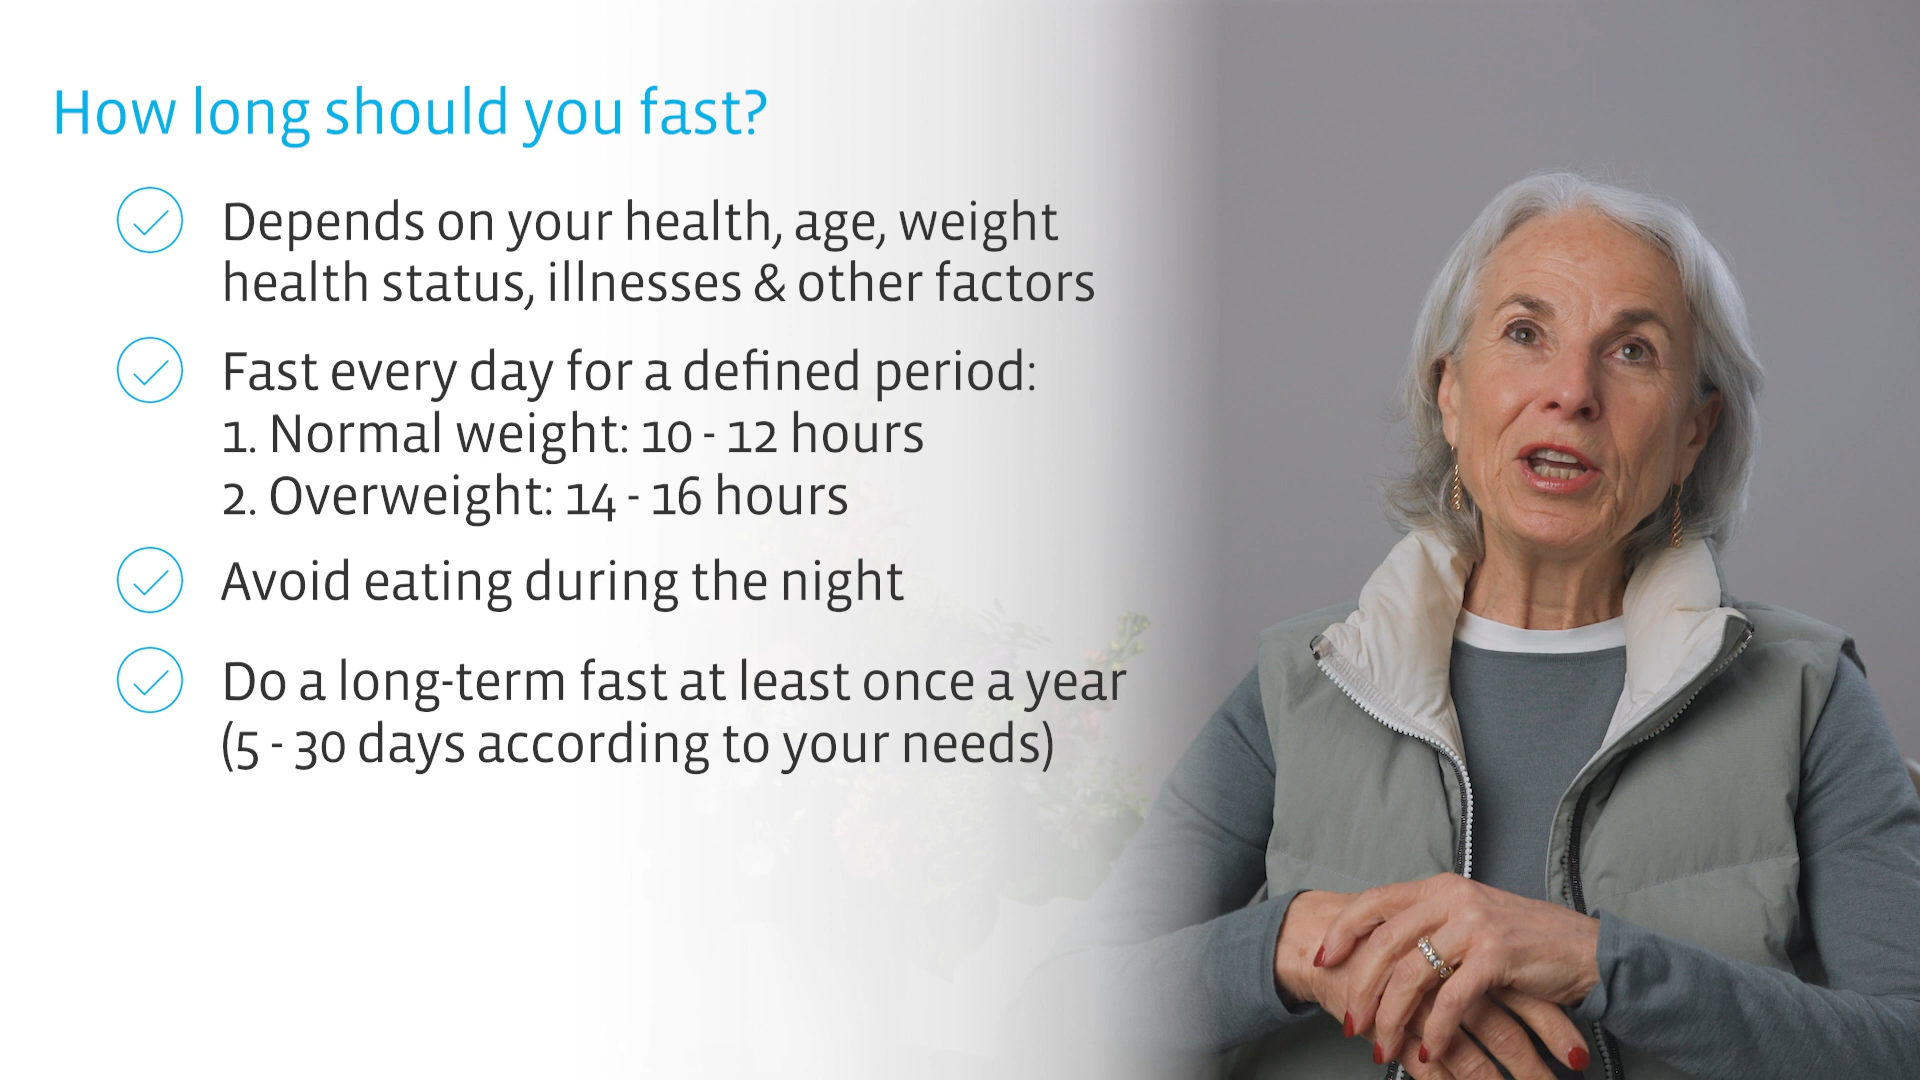 How long should you fast?
Depends on your health, age, weight
health status, illnesses & other factors
Fast every day for a defined period:
1. Normal weight: 10 - 12 hours
2. Overweight: 14 - 16 hours
Avoid eating during the night
Do a long-term fast at least once a year
(5 - 30 days according to your needs)